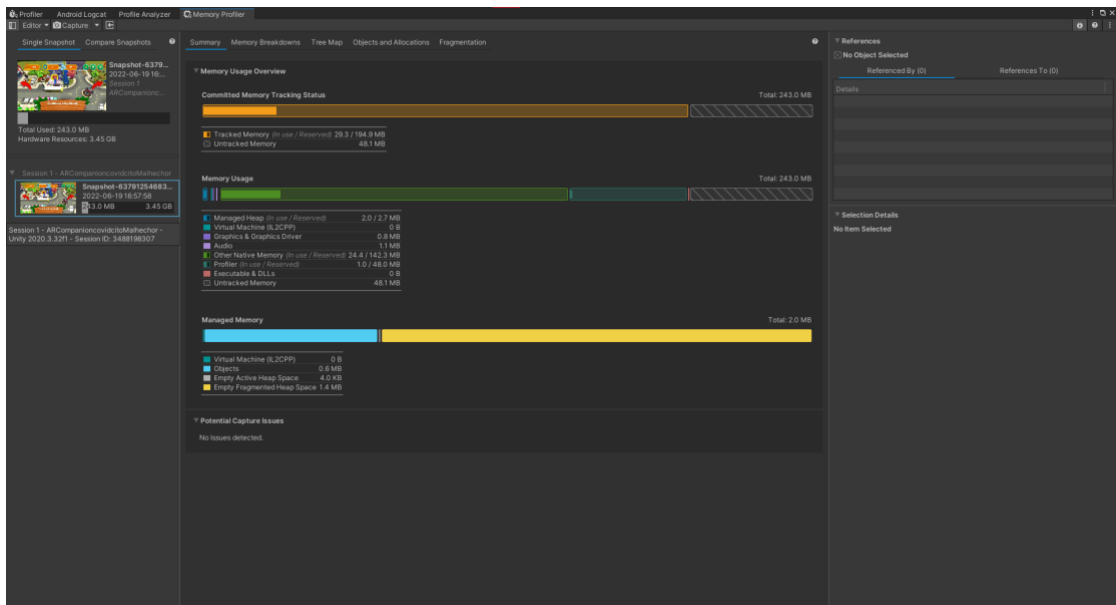 Profiler Android Logcat Profile Analyzer Memory Profiler
Editor Capture
Single Snapshot Compare Snapshots
Snapshot-6379...
2022-06-19 16:...
Session 1
ARCompanionc...
Total Used: 243.0 MB
Hardware Resources: 3.45 GB
Session 1 - ARCompanioncovidcitoMalhechor
Snapshot-63791254683...
2022-06-19 16:57:58
243.0 MB 3.45 GB
Session 1 - ARCompanioncovidcitoMalhechor -
Unity 2020.3.32f1 - Session ID: 3488198307
Summary Memory Breakdowns Tree Map Objects and Allocations Fragmentation
Memory Usage Overview
Committed Memory Tracking Status Total: 243.0 MB
Tracked Memory (In use / Reserved) 29.3 / 194.9 MB
Untracked Memory 48.1 MB
Memory Usage Total: 243.0 MB
Managed Heap (In use / Reserved) 2.0 / 2.7 MB
Virtual Machine (IL2CPP) 0 B
Graphics & Graphics Driver 0.8 MB
Audio 1.1 MB
Other Native Memory (In use / Reserved) 24.4 / 142.3 MB
Profiler (In use / Reserved) 1.0 / 48.0 MB
Executable & DLLs 0 B
Untracked Memory 48.1 MB
Managed Memory Total: 2.0 MB
Virtual Machine (IL2CPP) 0 B
Objects 0.6 MB
Empty Active Heap Space 4.0 KB
Empty Fragmented Heap Space 1.4 MB
Potential Capture Issues
No issues detected.
References
No Object Selected
Referenced By (0) References To (0)
Details
Selection Details
No Item Selected